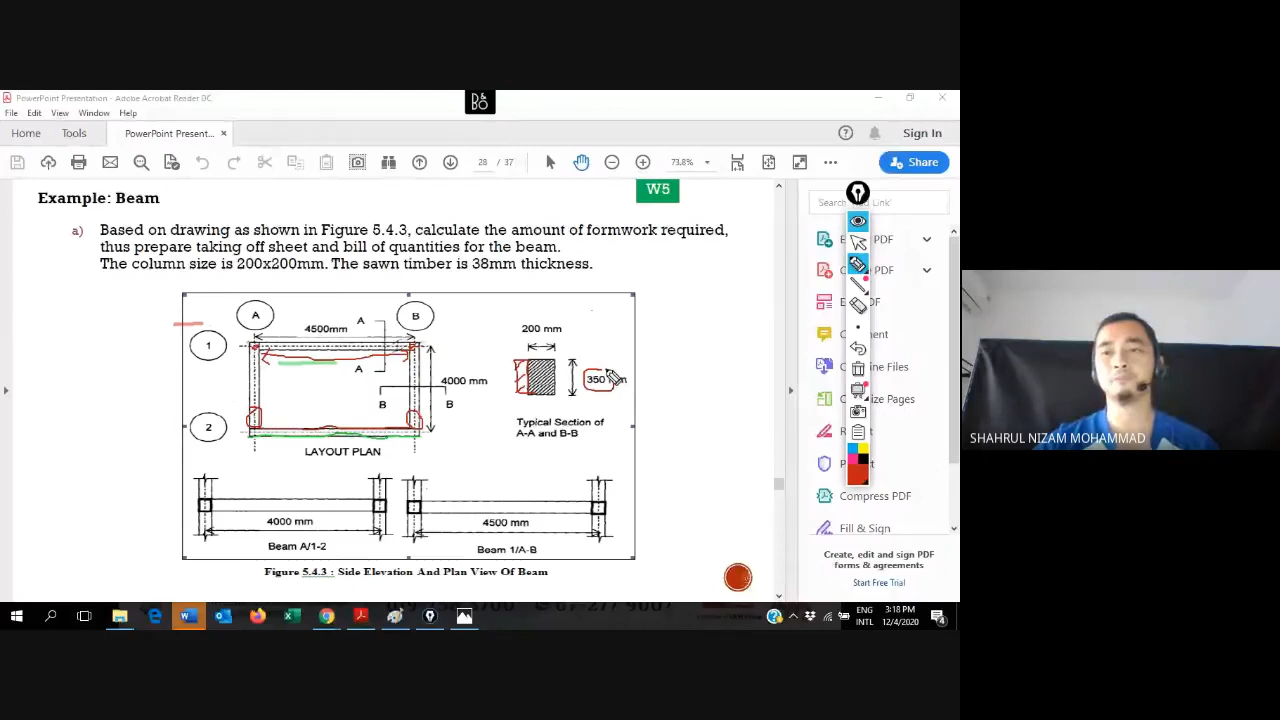 PowerPoint Presentation - Adobe Acrobat Reader DC
B&
DO
File Edit View Window Help
Home Tools PowerPoint Present... × Sign In
28 / 37 73.8% Share
Example: Beam
W5
a) Based on drawing as shown in Figure 5.4.3, calculate the amount of formwork required,
thus prepare taking off sheet and bill of quantities for the beam.
The column size is 200x200mm. The sawn timber is 38mm thickness.
A B
4500mm A
1
A
4000 mm
B B
2
LAYOUT PLAN
200 mm
350
Typical Section of
A-A and B-B
4000 mm
4500 mm
Beam A/1-2
Beam 1/A-B
Figure 5.4.3 : Side Elevation And Plan View Of Beam
Search
PDF
PDF
Compress PDF
Fill & Sign
Create, edit and sign PDF
forms & agreements
Start Free Trial
SHAHRUL NIZAM MOHAMMAD
ENG
INTL
3:18 PM
12/4/2020
4